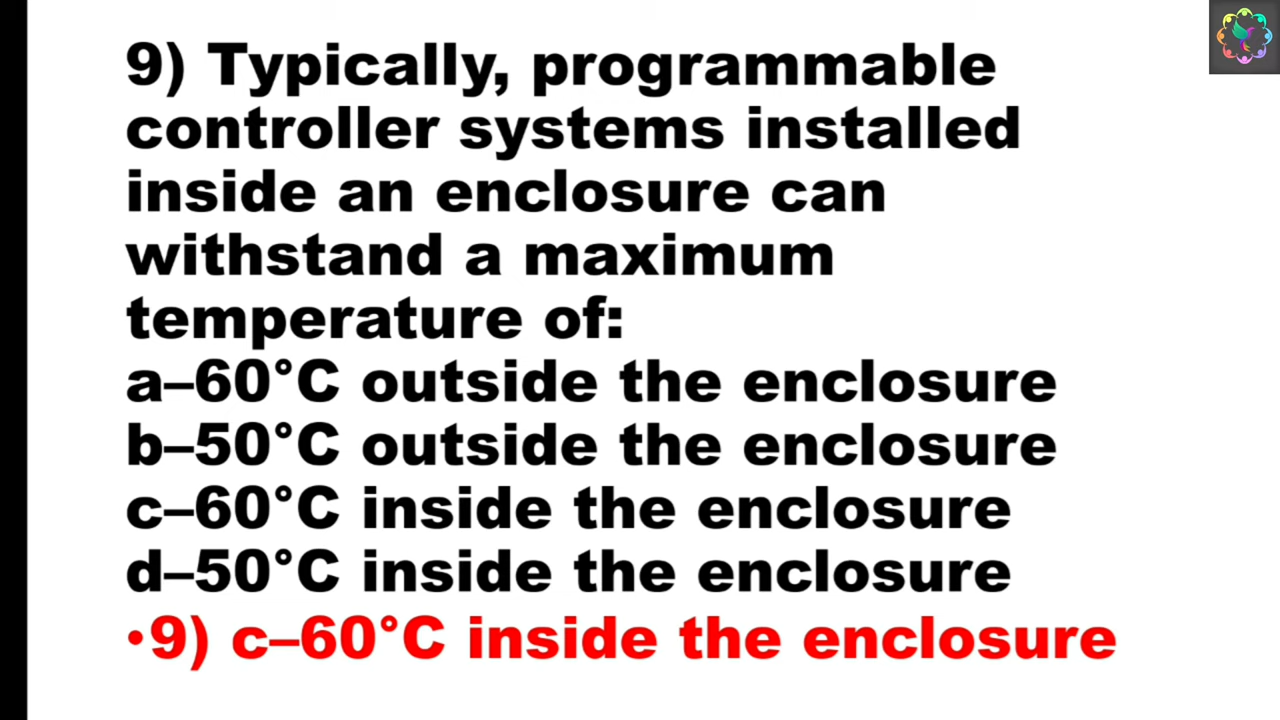 9) Typically, programmable
controller systems installed
inside an enclosure can
withstand a maximum
temperature of:
a–60°C outside the enclosure
b–50°C outside the enclosure
c–60°C inside the enclosure
d–50°C inside the enclosure
•9) c–60°C inside the enclosure